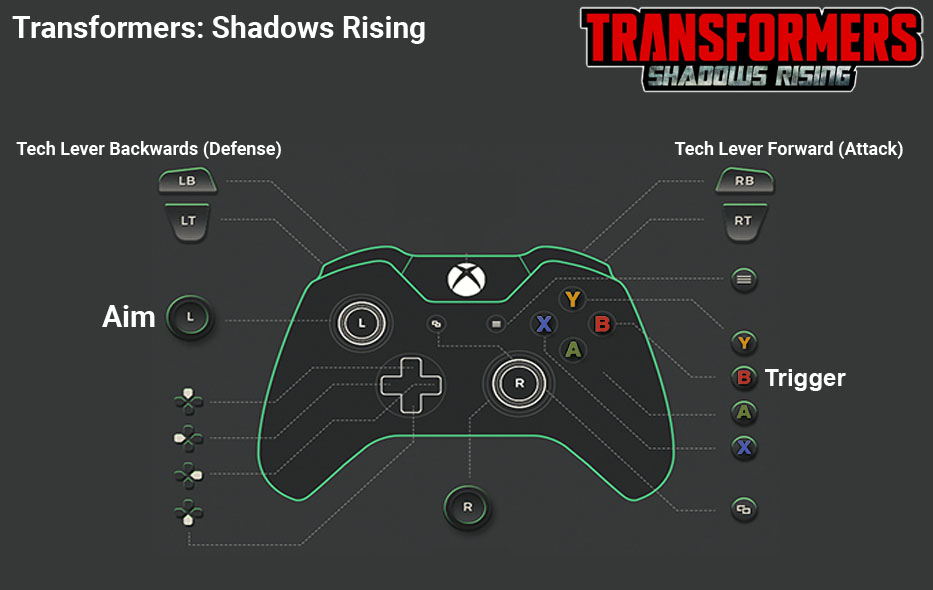 Transformers: Shadows Rising
TRANSFORMERS
SHADOWS RISING
Tech Lever Backwards (Defense)
Tech Lever Forward (Attack)
LB
RB
LT
RT
Y
Aim
L
L
X
B
A
Y
R
B
Trigger
A
X
R